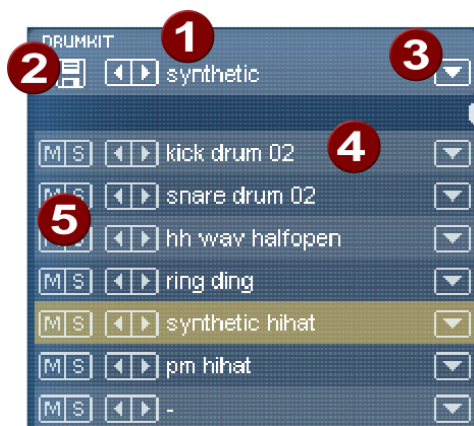 1
DRUMKIT
2 synthetic 3
M S kick drum 02 4
M S snare drum 02
5 hh wav halfopen
M S ring ding
M S synthetic hihat
M S pm hihat
M S -